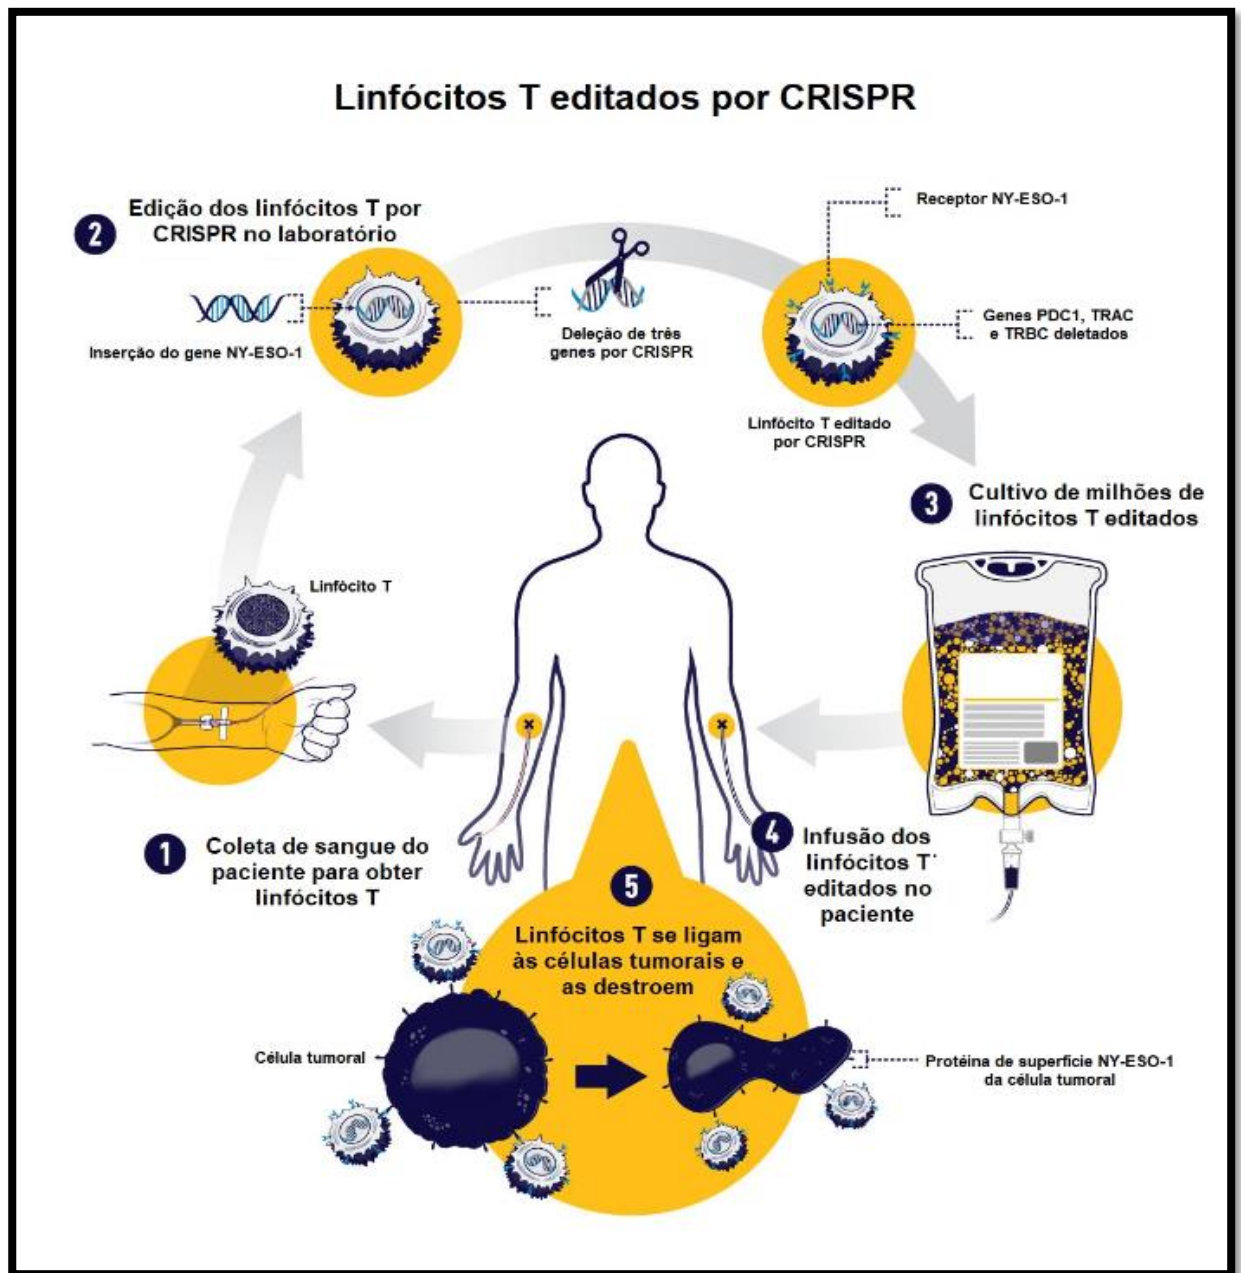 Linfócitos T editados por CRISPR
2
Edição dos linfócitos T por
CRISPR no laboratório
Inserção do gene NY-ESO-1
Deleção de três
genes por CRISPR
Receptor NY-ESO-1
Genes PDC1, TRAC
e TRBC deletados
Linfócito T editado
por CRISPR
3
Cultivo de milhões de
linfócitos T editados
Linfócito T
1
Coleta de sangue do
paciente para obter
linfócitos T
4
Infusão dos
linfócitos T
editados no
paciente
5
Linfócitos T se ligam
às células tumorais e
as destroem
Célula tumoral
Protéina de superfície NY-ESO-1
da célula tumoral